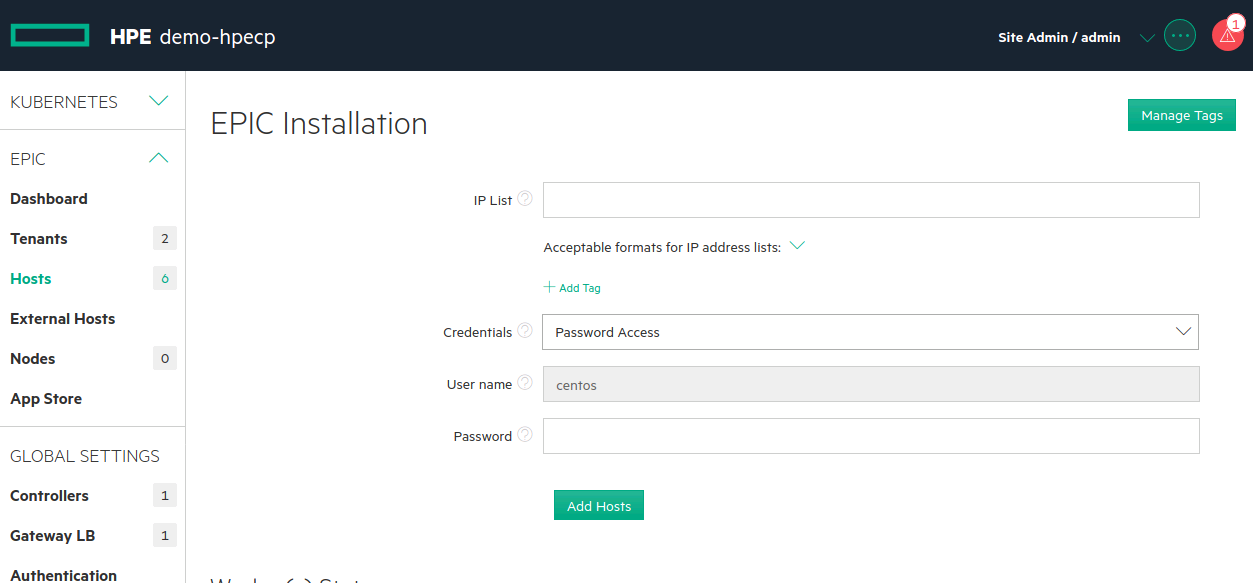 HPE demo-hpecp
Site Admin / admin
1
KUBERNETES
EPIC
Dashboard
Tenants 2
Hosts 6
External Hosts
Nodes 0
App Store
GLOBAL SETTINGS
Controllers 1
Gateway LB 1
Authentication
EPIC Installation
Manage Tags
IP List ?
Acceptable formats for IP address lists:
+ Add Tag
Credentials ? Password Access
User name ? centos
Password ?
Add Hosts